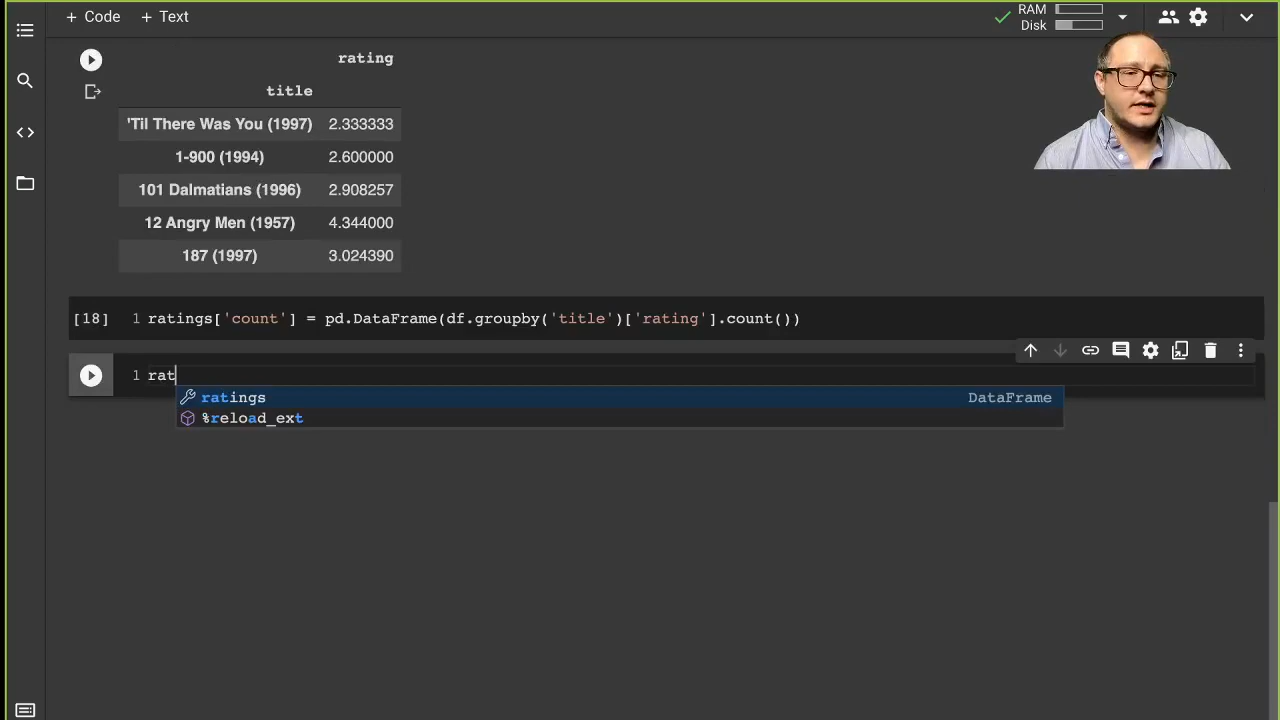 + Code + Text RAM
Disk
rating
title
'Til There Was You (1997) 2.333333
1-900 (1994) 2.600000
101 Dalmatians (1996) 2.908257
12 Angry Men (1957) 4.344000
187 (1997) 3.024390
[18] 1 ratings['count'] = pd.DataFrame(df.groupby('title')['rating'].count())
1 rat
ratings DataFrame
%reload_ext